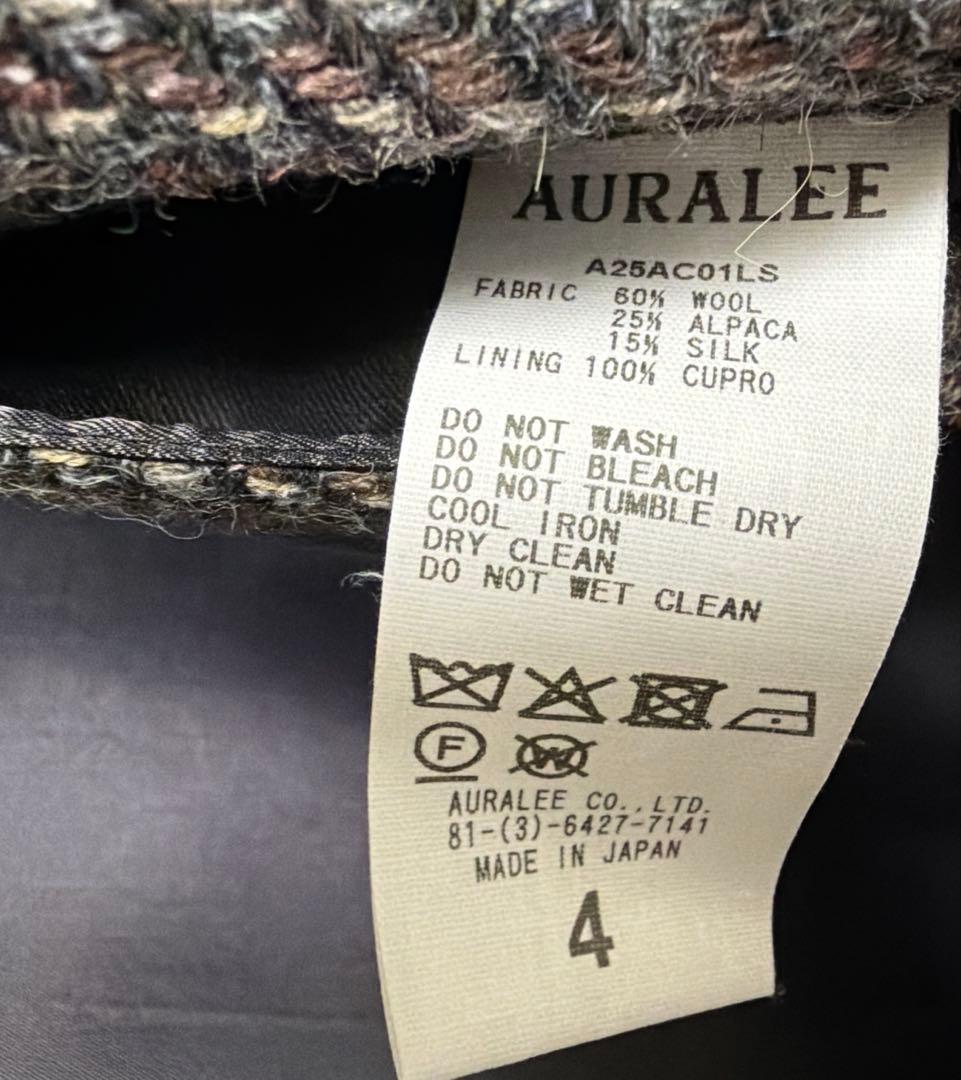 AURALEE
A25AC01LS
FABRIC 60% WOOL
25% ALPACA
15% SILK
LINING 100% CUPRO
DO NOT WASH
DO NOT BLEACH
DO NOT TUMBLE DRY
COOL IRON
DRY CLEAN
DO NOT WET CLEAN
F
W
AURALEE CO.,LTD.
81-(3)-6427-7141
MADE IN JAPAN
4